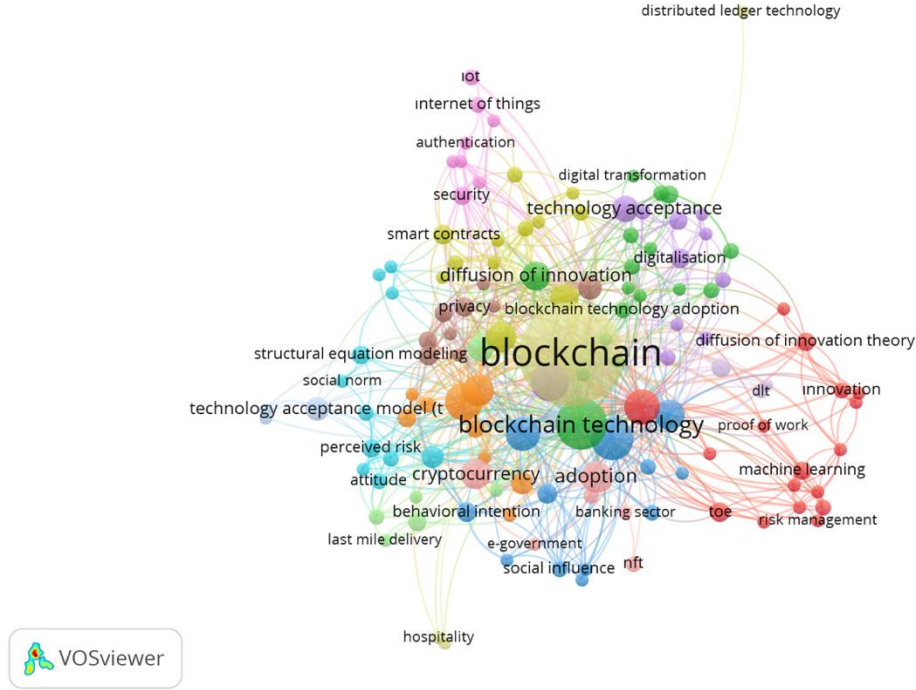 distributed ledger technology
ıot
ınternet of things
authentication
digital transformation
security
technology acceptance
smart contracts
digitalisation
diffusion of innovation
privacy
blockchain technology adoption
structural equation modeling
blockchain
diffusion of innovation theory
social norm
dlt
ınnovation
technology acceptance model (t
blockchain technology
proof of work
perceived risk
attitude
cryptocurrency
adoption
machine learning
behavioral intention
banking sector
toe
risk management
last mile delivery
e-government
social influence
nft
hospitality
VOSviewer